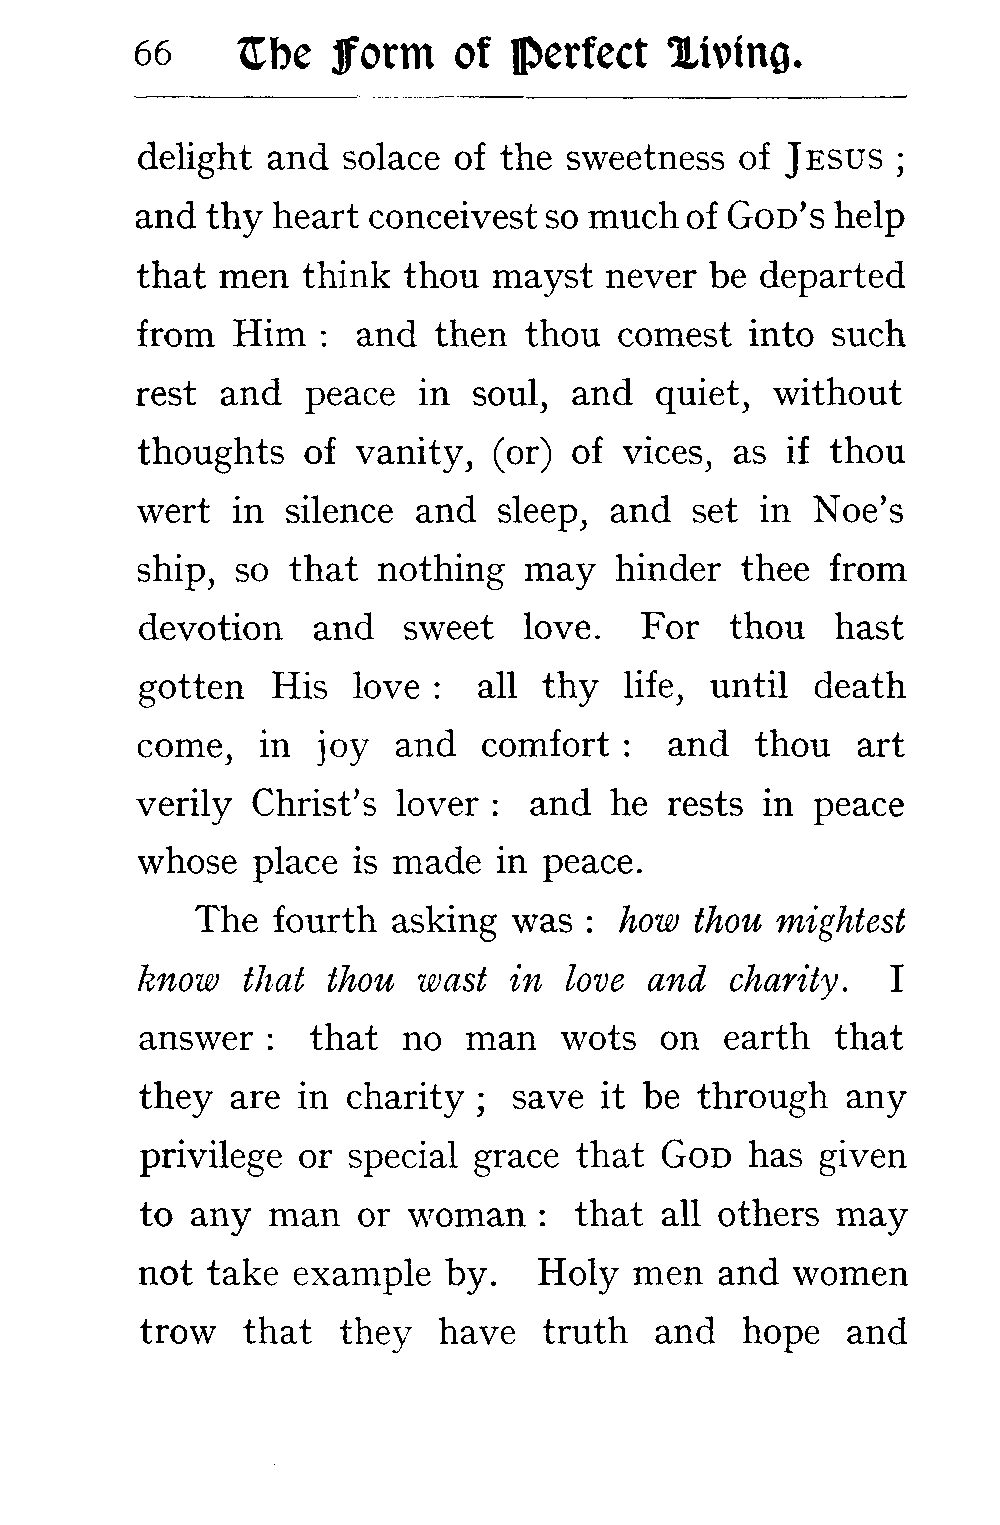 66 The Form of Perfect Living.
delight and solace of the sweetness of JESUS ;
and thy heart conceivest so much of GOD's help
that men think thou mayst never be departed
from Him : and then thou comest into such
rest and peace in soul, and quiet, without
thoughts of vanity, (or) of vices, as if thou
wert in silence and sleep, and set in Noe's
ship, so that nothing may hinder thee from
devotion and sweet love. For thou hast
gotten His love : all thy life, until death
come, in joy and comfort : and thou art
verily Christ's lover : and he rests in peace
whose place is made in peace.
The fourth asking was : how thou mightest
know that thou wast in love and charity. I
answer : that no man wots on earth that
they are in charity ; save it be through any
privilege or special grace that GOD has given
to any man or woman : that all others may
not take example by. Holy men and women
trow that they have truth and hope and